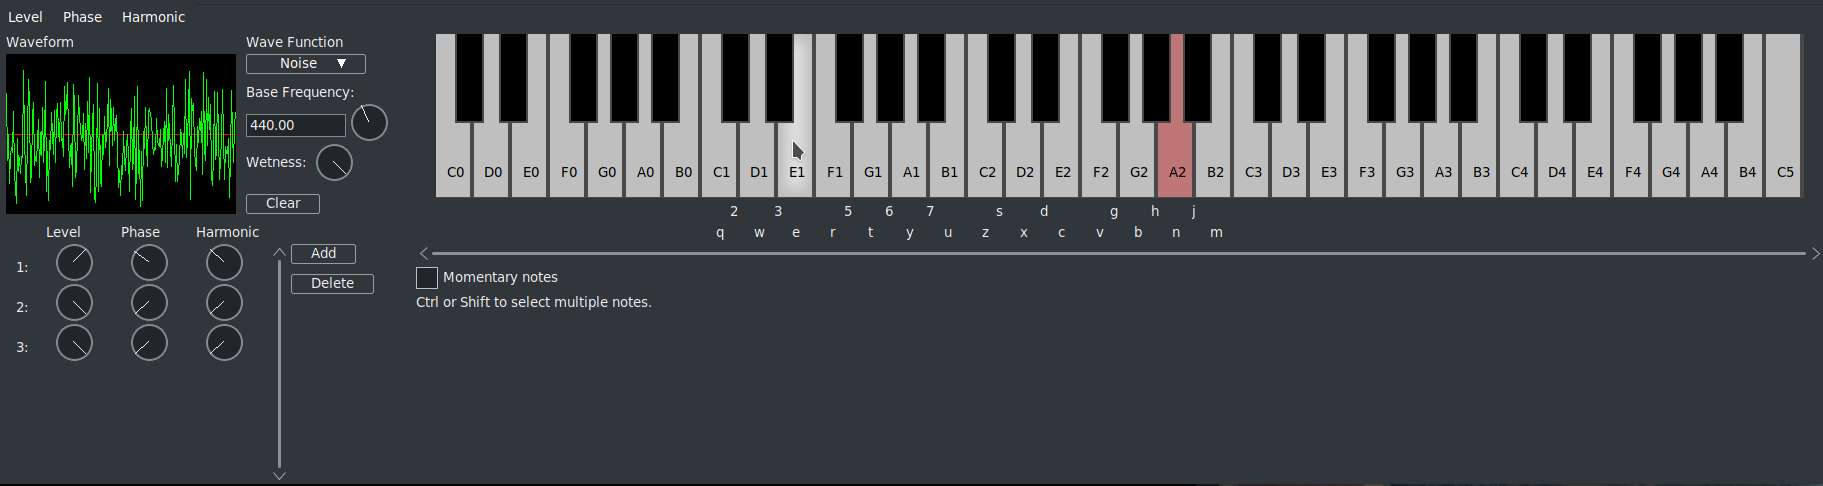 Level Phase Harmonic
Waveform
Wave Function
Noise
Base Frequency:
440.00
Wetness:
Clear
C0 D0 E0 F0 G0 A0 B0 C1 D1 E1 F1 G1 A1 B1 C2 D2 E2 F2 G2 A2 B2 C3 D3 E3 F3 G3 A3 B3 C4 D4 E4 F4 G4 A4 B4 C5
2 3 5 6 7 s d g h j
q w e r t y u z x c v b n m
Level Phase Harmonic
1:
2:
3:
Add
Delete
Momentary notes
Ctrl or Shift to select multiple notes.